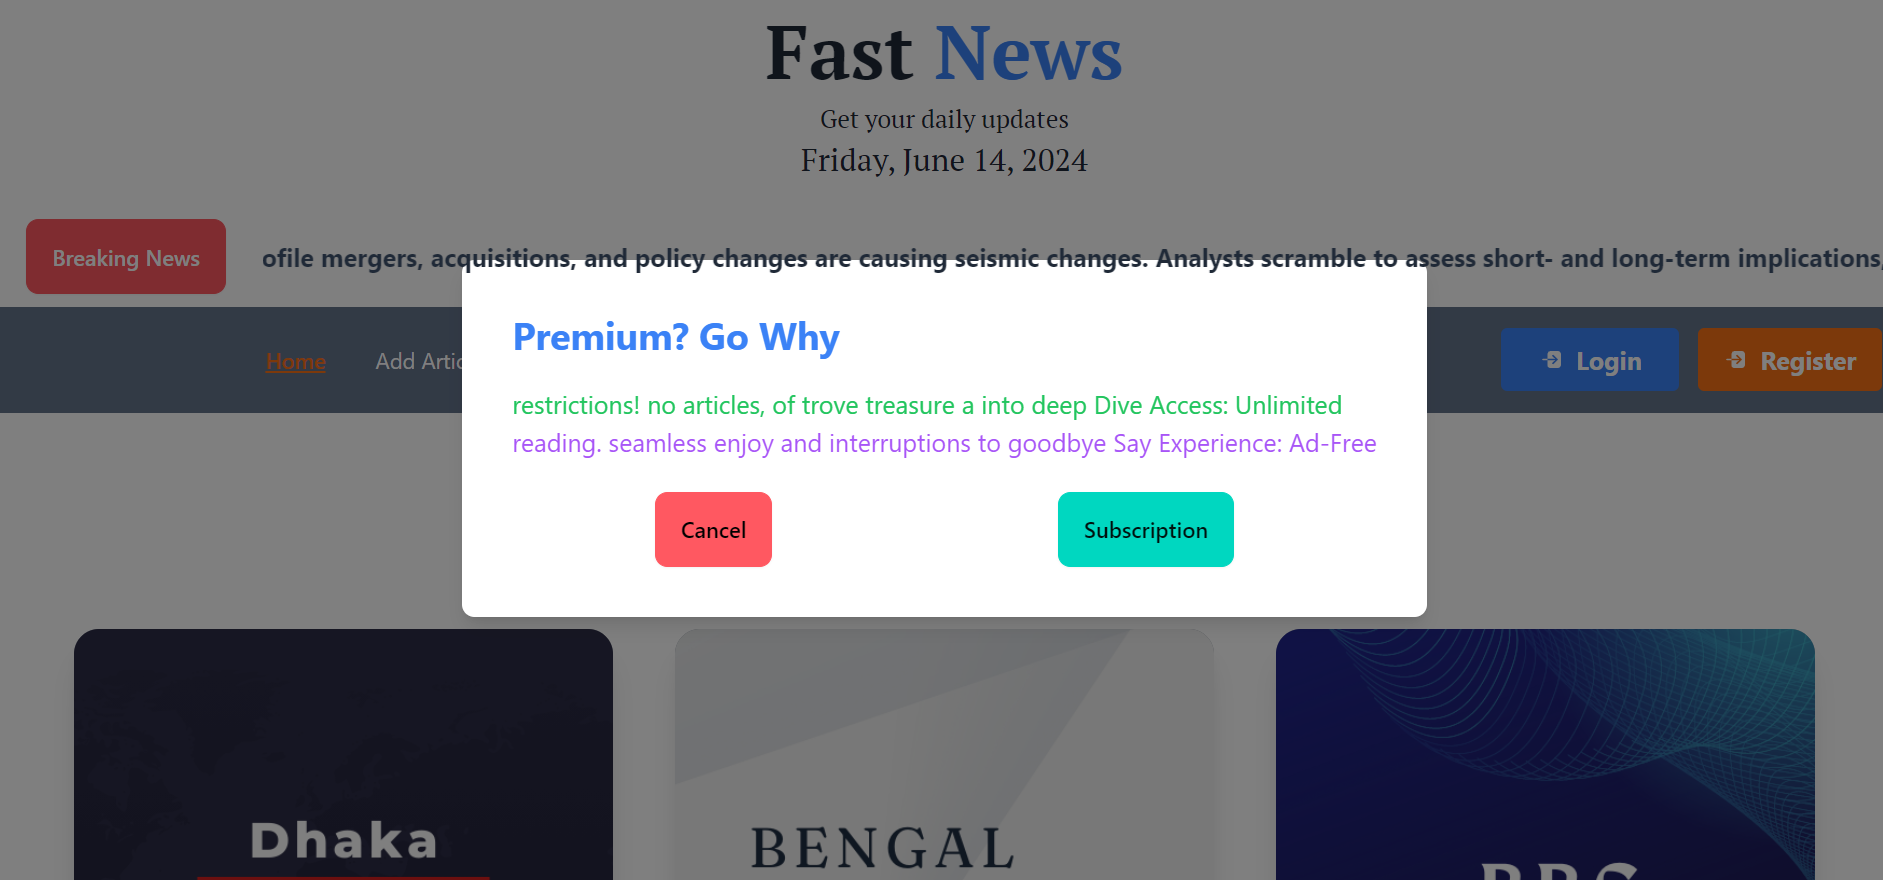 Fast News
Get your daily updates
Friday, June 14, 2024
Breaking News
ofile mergers, acquisitions, and policy changes are causing seismic changes. Analysts scramble to assess short- and long-term implications,
Home
Add Artic
Login
Register
Premium? Go Why
restrictions! no articles, of trove treasure a into deep Dive Access: Unlimited
reading. seamless enjoy and interruptions to goodbye Say Experience: Ad-Free
Cancel
Subscription
Dhaka
BENGAL